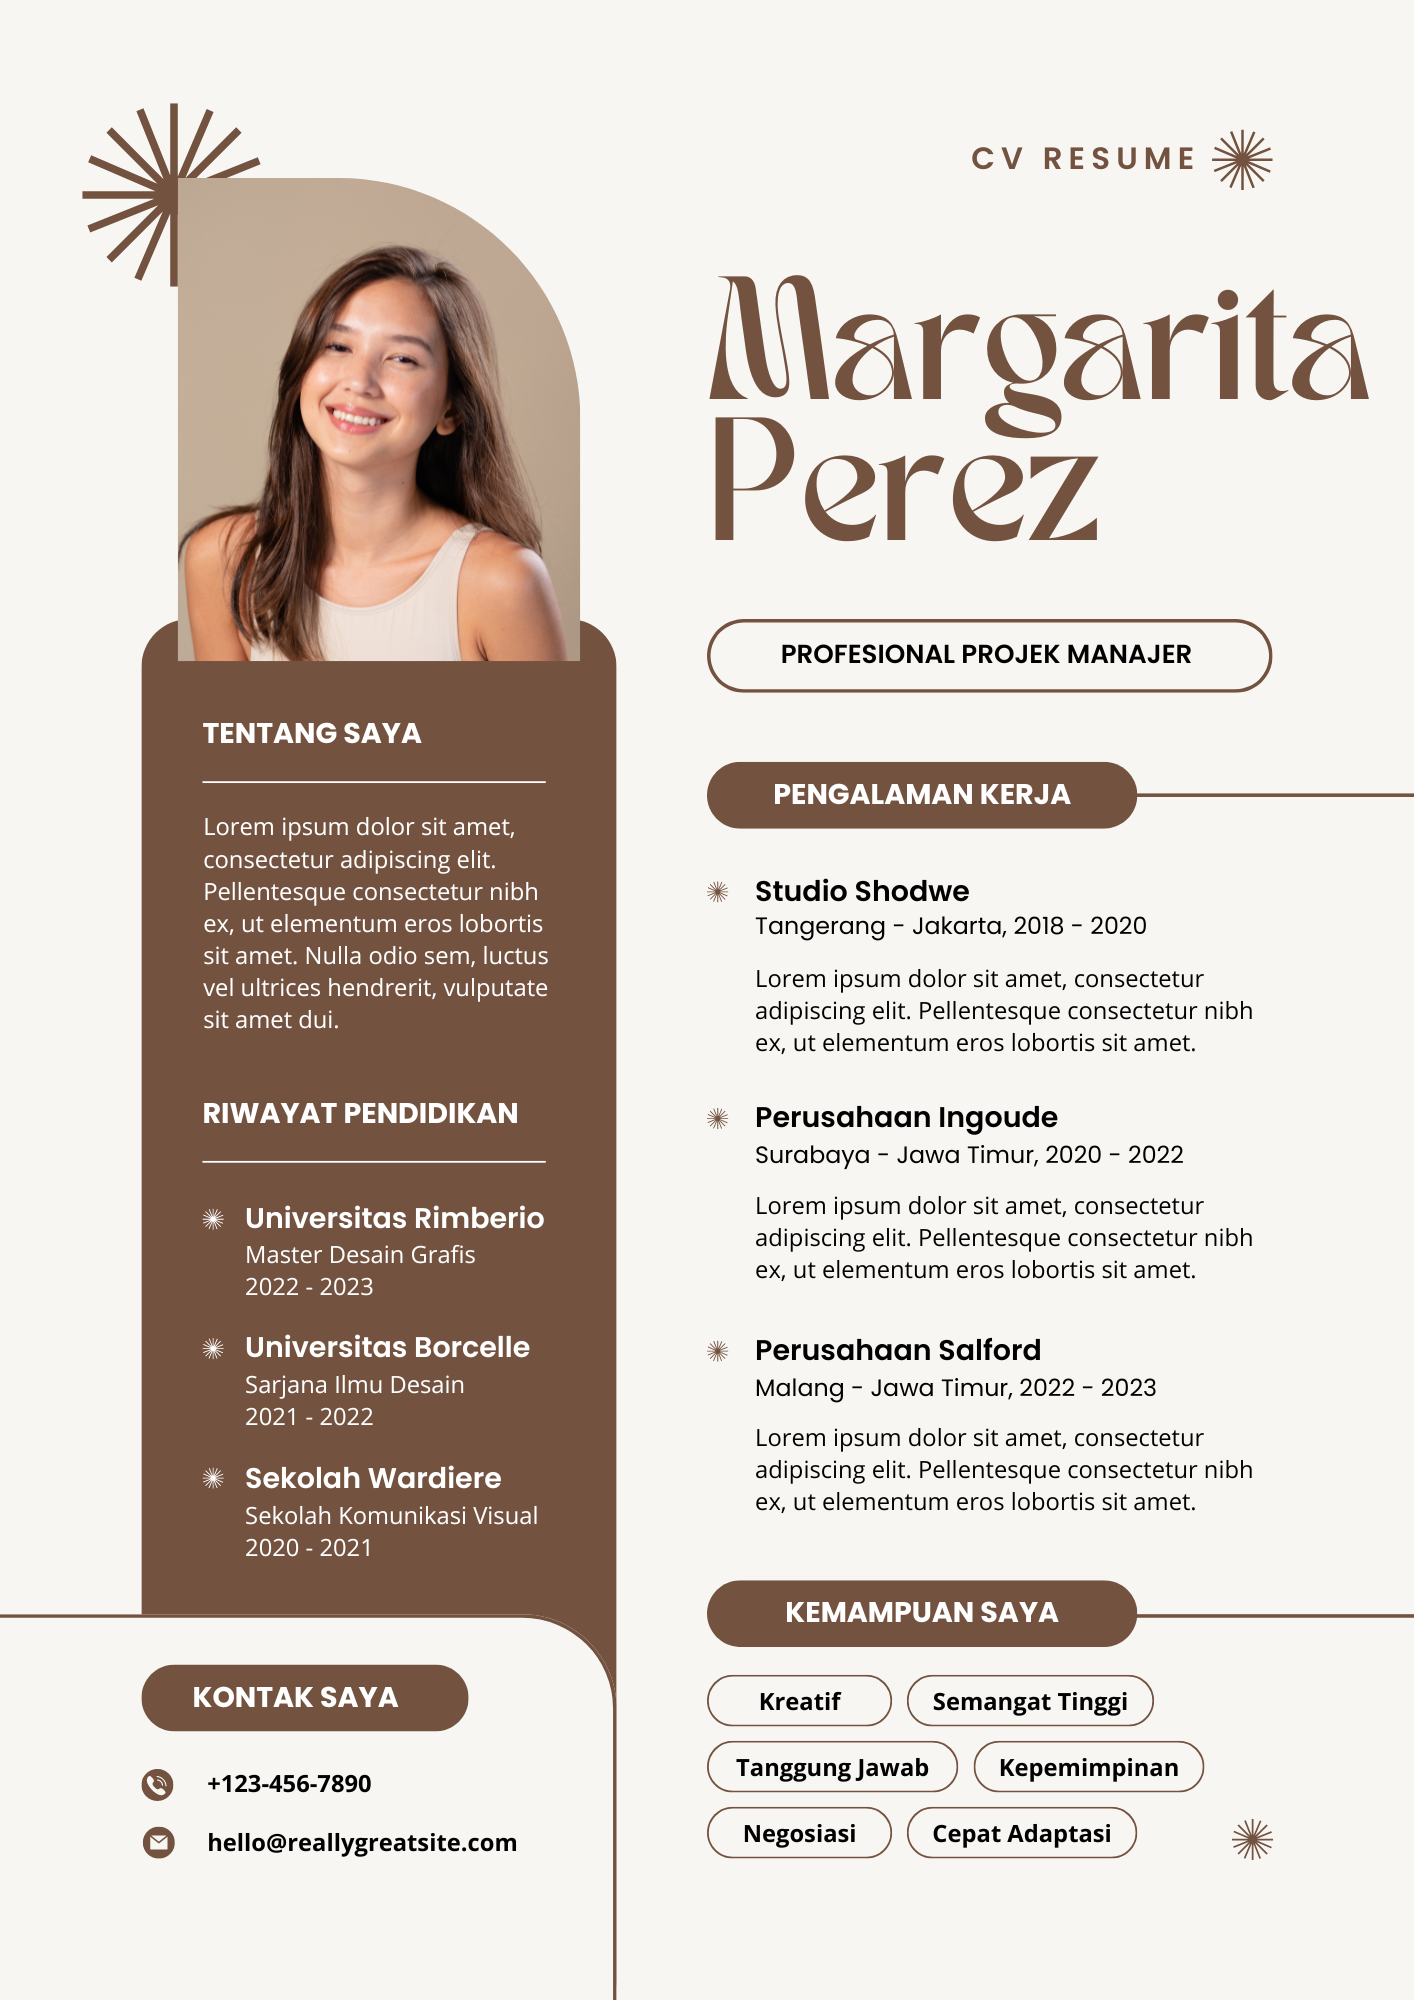 CV RESUME
Margarita
Perez
PROFESIONAL PROJEK MANAJER
TENTANG SAYA
Lorem ipsum dolor sit amet,
consectetur adipiscing elit.
Pellentesque consectetur nibh
ex, ut elementum eros lobortis
sit amet. Nulla odio sem, luctus
vel ultrices hendrerit, vulputate
sit amet dui.
RIWAYAT PENDIDIKAN
Universitas Rimberio
Master Desain Grafis
2022 - 2023
Universitas Borcelle
Sarjana Ilmu Desain
2021 - 2022
Sekolah Wardiere
Sekolah Komunikasi Visual
2020 - 2021
KONTAK SAYA
+123-456-7890
hello@reallygreatsite.com
PENGALAMAN KERJA
Studio Shodwe
Tangerang - Jakarta, 2018 - 2020
Lorem ipsum dolor sit amet, consectetur
adipiscing elit. Pellentesque consectetur nibh
ex, ut elementum eros lobortis sit amet.
Perusahaan Ingoude
Surabaya - Jawa Timur, 2020 - 2022
Lorem ipsum dolor sit amet, consectetur
adipiscing elit. Pellentesque consectetur nibh
ex, ut elementum eros lobortis sit amet.
Perusahaan Salford
Malang - Jawa Timur, 2022 - 2023
Lorem ipsum dolor sit amet, consectetur
adipiscing elit. Pellentesque consectetur nibh
ex, ut elementum eros lobortis sit amet.
KEMAMPUAN SAYA
Kreatif
Semangat Tinggi
Tanggung Jawab
Kepemimpinan
Negosiasi
Cepat Adaptasi